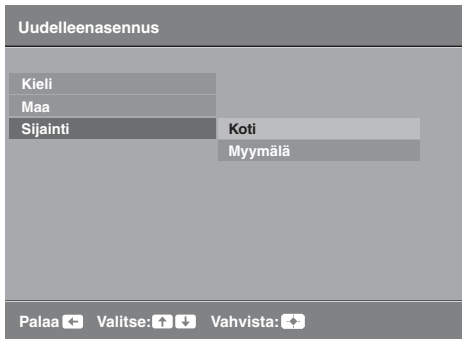 Uudelleenasennus
Kieli
Maa
Sijainti Koti
Myymälä
Palaa Valitse: Vahvista: